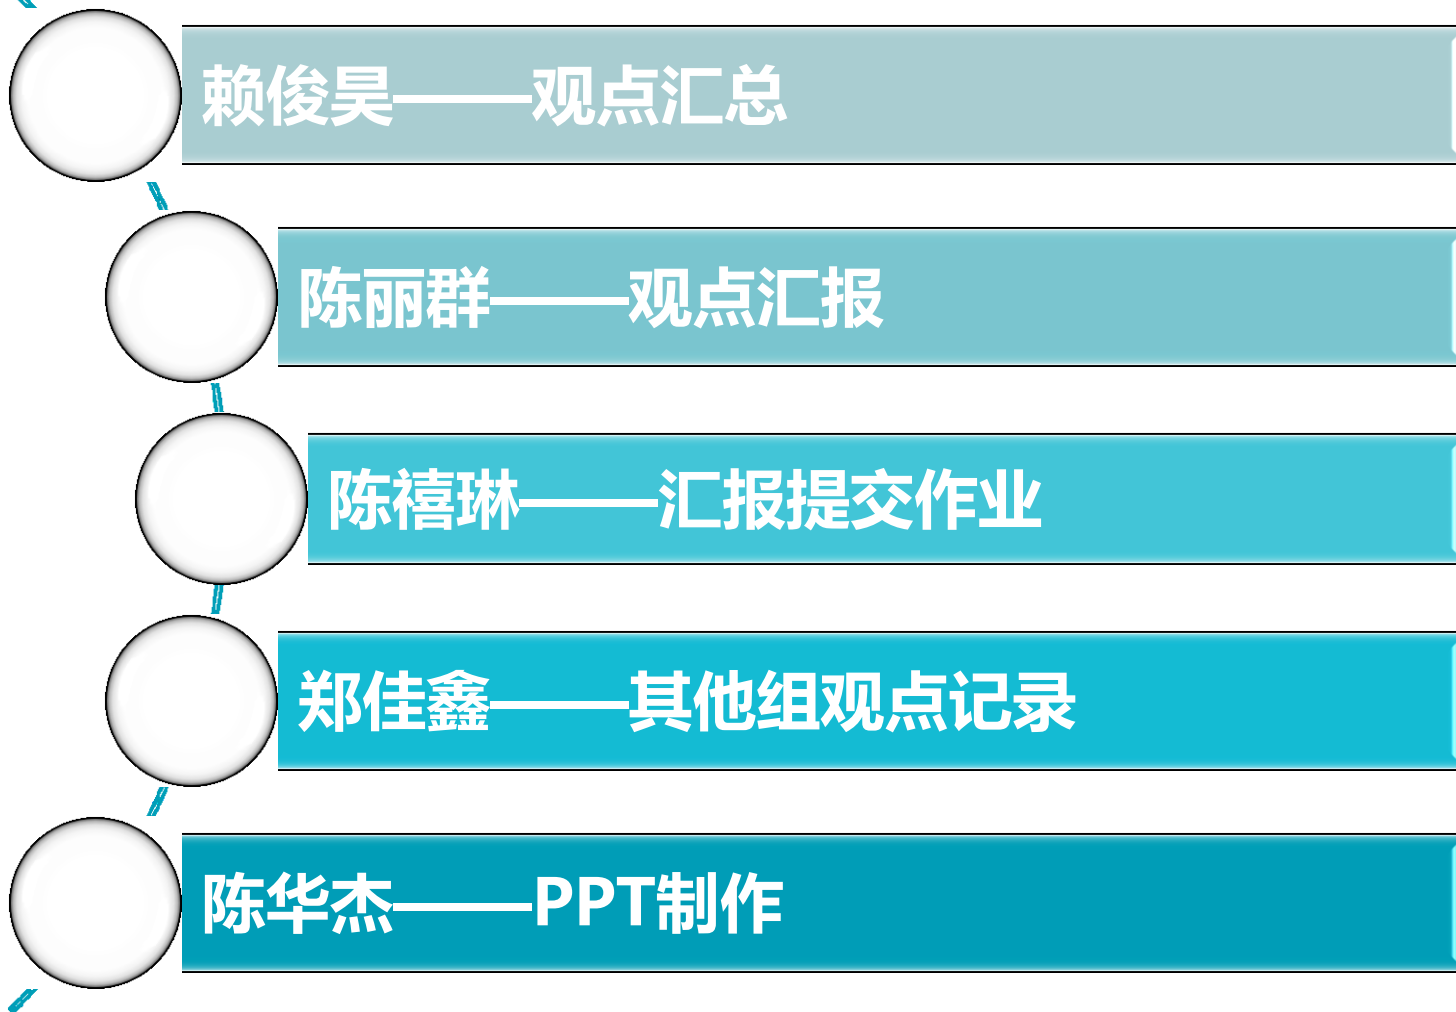 赖俊昊——观点汇总
陈丽群——观点汇报
陈禧琳——汇报提交作业
郑佳鑫——其他组观点记录
陈华杰——PPT制作